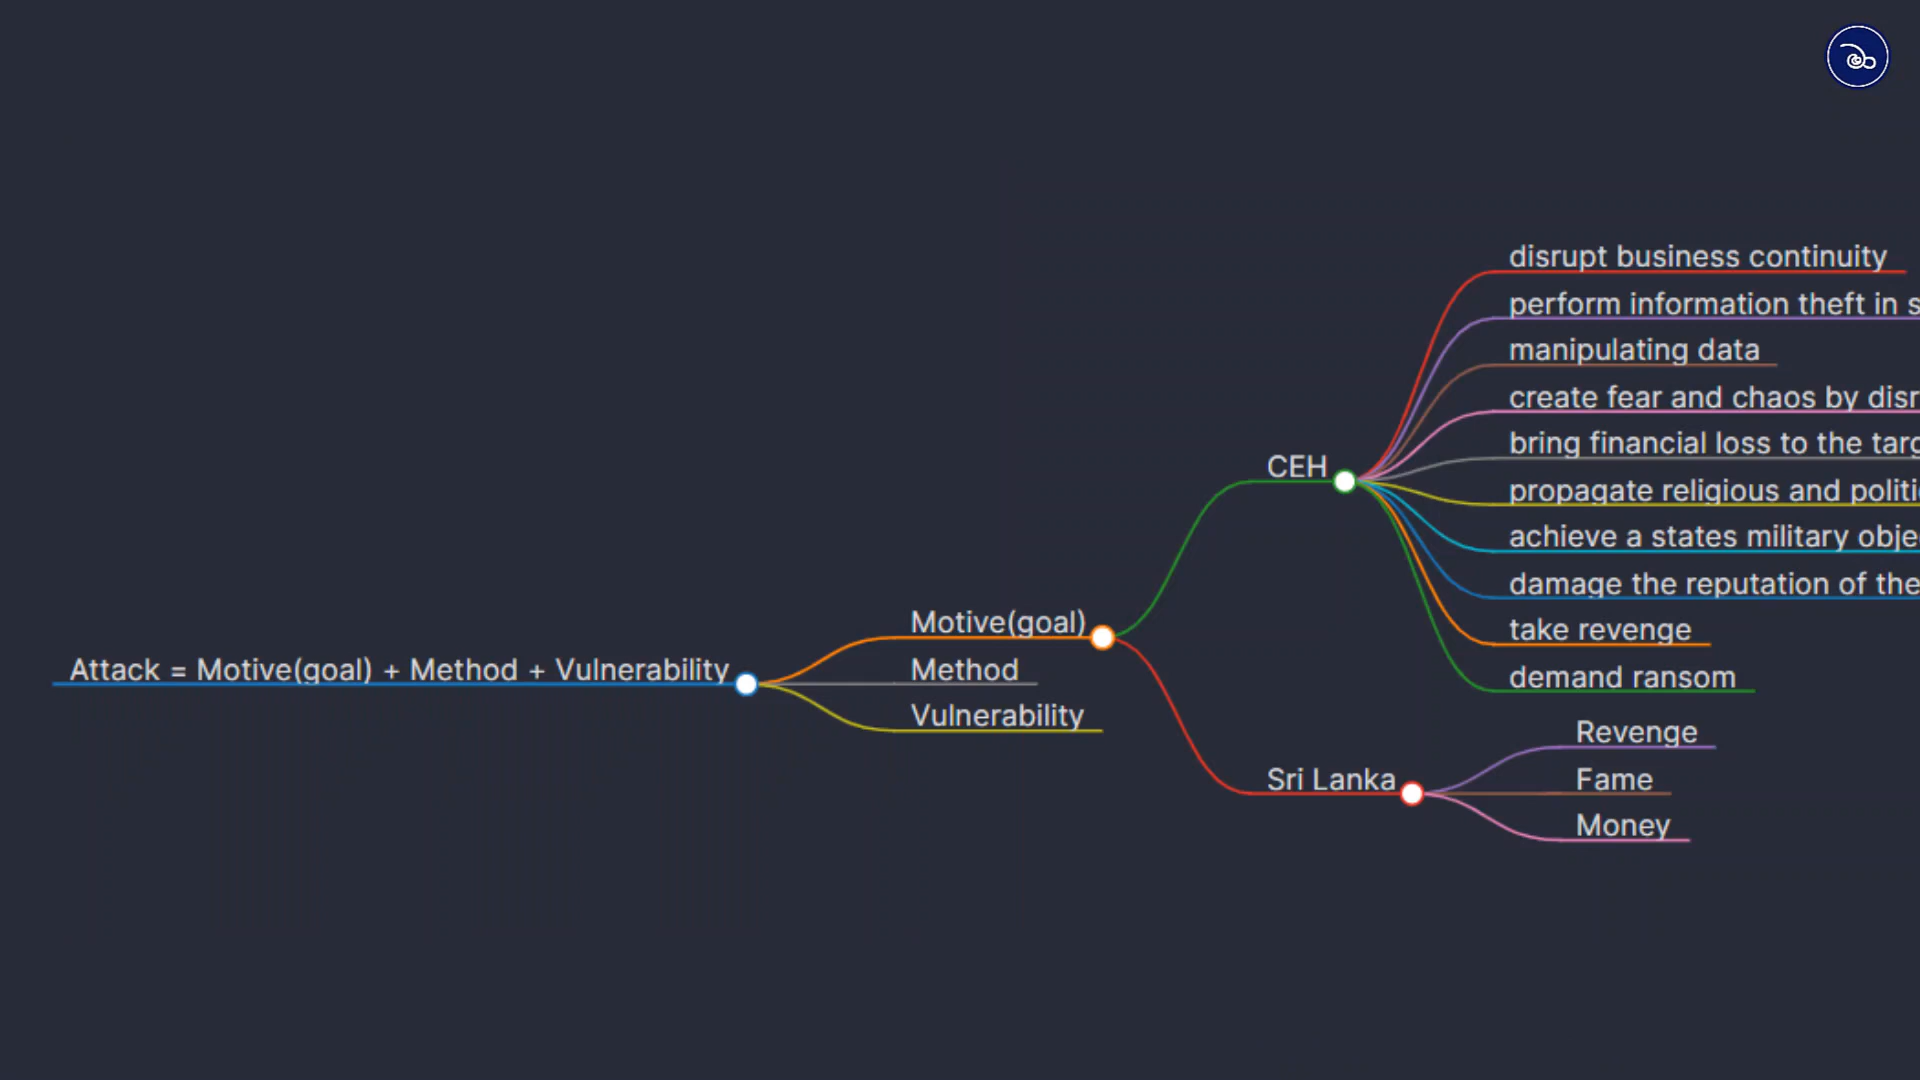 Attack = Motive(goal) + Method + Vulnerability
Motive(goal)
Method
Vulnerability
CEH
disrupt business continuity
perform information theft in
manipulating data
create fear and chaos by
bring financial loss to the
propagate religious and
achieve a states military
damage the reputation of the
take revenge
demand ransom
Sri Lanka
Revenge
Fame
Money